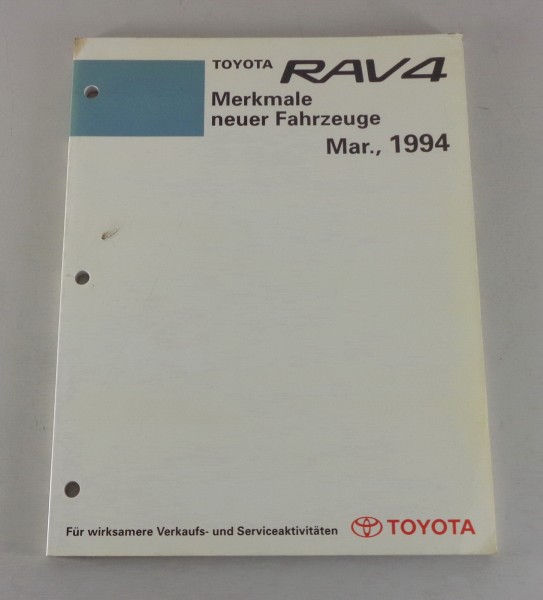 TOYOTA RAV4
Merkmale
neuer Fahrzeuge
Mar., 1994
Für wirksamere Verkaufs- und Serviceaktivitäten TOYOTA